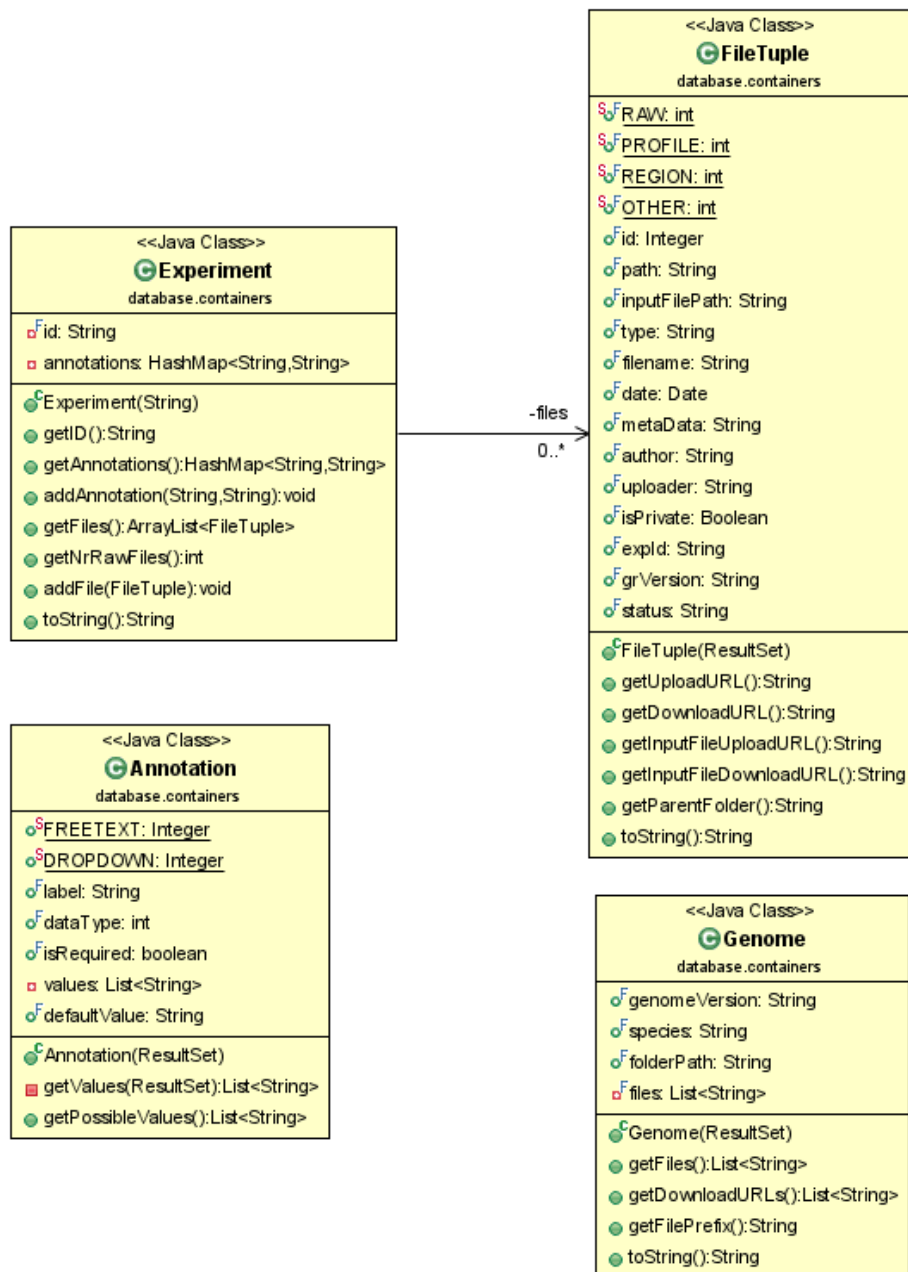 <<Java Class>>
FileTuple
database.containers
RAW: int
PROFILE: int
REGION: int
OTHER: int
id: Integer
path: String
inputFilePath: String
type: String
filename: String
date: Date
metaData: String
author: String
uploader: String
isPrivate: Boolean
expId: String
grVersion: String
status: String
FileTuple(ResultSet)
getUploadURL():String
getDownloadURL():String
getInputFileUploadURL():String
getInputFileDownloadURL():String
getParentFolder():String
toString():String
<<Java Class>>
Experiment
database.containers
id: String
annotations: HashMap<String,String>
Experiment(String)
getID():String
getAnnotations():HashMap<String,String>
addAnnotation(String,String):void
getFiles():ArrayList<FileTuple>
getNrRawFiles():int
addFile(FileTuple):void
toString():String
-files
0..*
<<Java Class>>
Annotation
database.containers
FREETEXT: Integer
DROPDOWN: Integer
label: String
dataType: int
isRequired: boolean
values: List<String>
defaultValue: String
Annotation(ResultSet)
getValues(ResultSet):List<String>
getPossibleValues():List<String>
<<Java Class>>
Genome
database.containers
genomeVersion: String
species: String
folderPath: String
files: List<String>
Genome(ResultSet)
getFiles():List<String>
getDownloadURLs():List<String>
getFilePrefix():String
toString():String